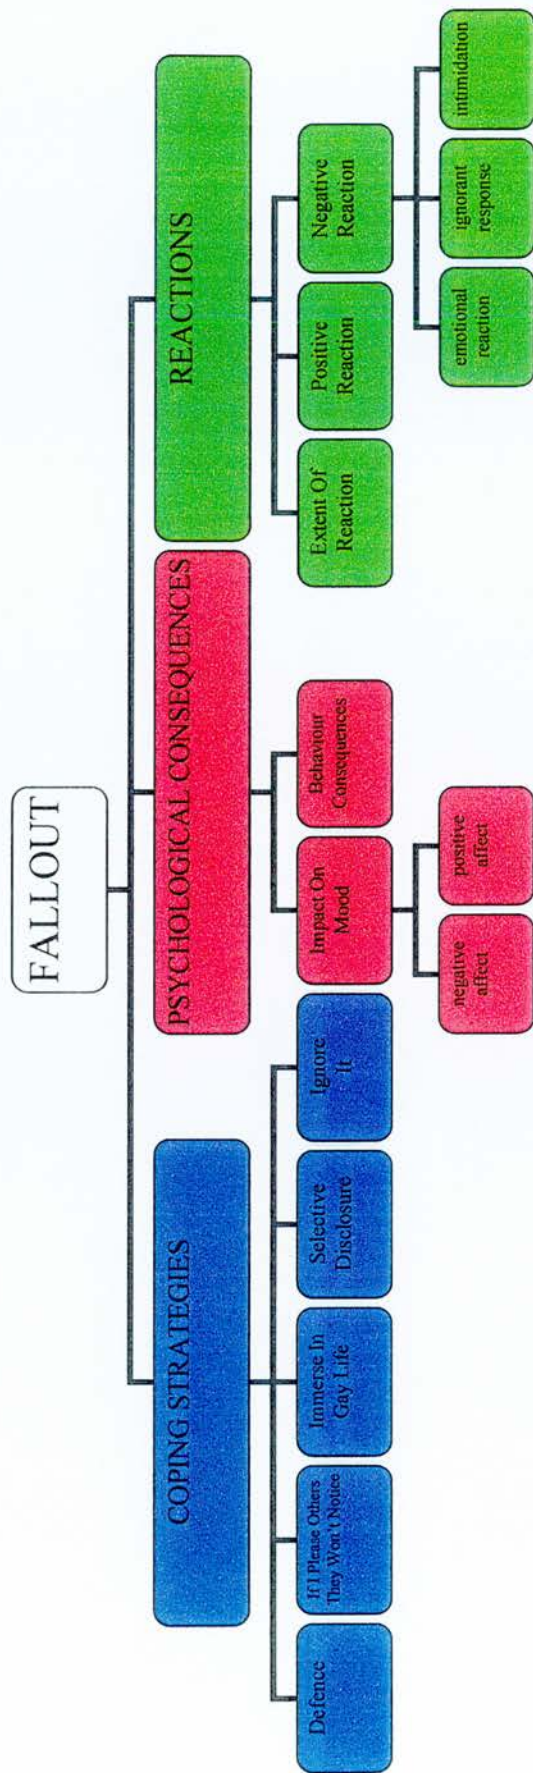 FALLOUT
COPING STRATEGIES
PSYCHOLOGICAL CONSEQUENCES
REACTIONS
Defence
If I Please Others
They Won't Notice
Immerse In
Gay Life
Selective
Disclosure
Ignore
It
Impact On
Mood
Behaviour
Consequences
Extent Of
Reaction
Positive
Reaction
Negative
Reaction
negative
affect
positive
affect
emotional
reaction
ignorant
response
intimidation